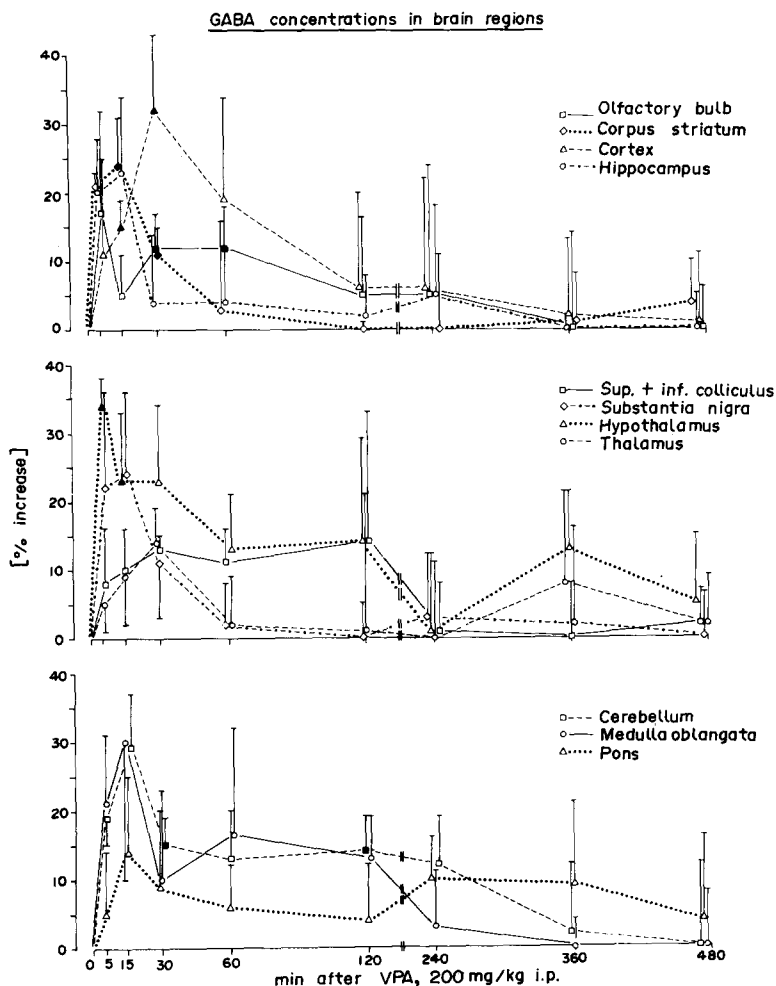 GABA concentrations in brain regions
40
30
20
10
0
Olfactory bulb
Corpus striatum
Cortex
Hippocampus
40
30
20
10
0
Sup. + inf. colliculus
Substantia nigra
Hypothalamus
Thalamus
[% increase]
40
30
20
10
0
Cerebellum
Medulla oblangata
Pons
0 5 15 30 60 120 240 360 480
min after VPA, 200 mg/kg i.p.